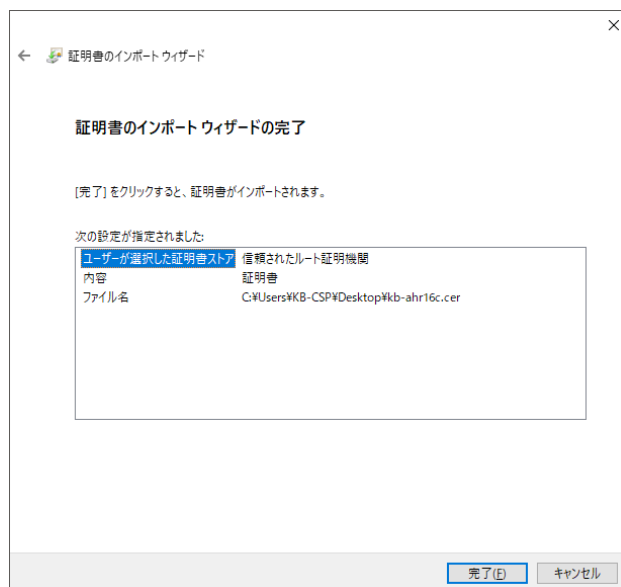 証明書のインポート ウィザード
証明書のインポート ウィザードの完了
[完了] をクリックすると、証明書がインポートされます。
次の設定が指定されました:
ユーザーが選択した証明書ストア 信頼されたルート証明機関
内容 証明書
ファイル名 C:¥Users¥KB-CSP¥Desktop¥kb-ahr16c.cer
完了(F) キャンセル